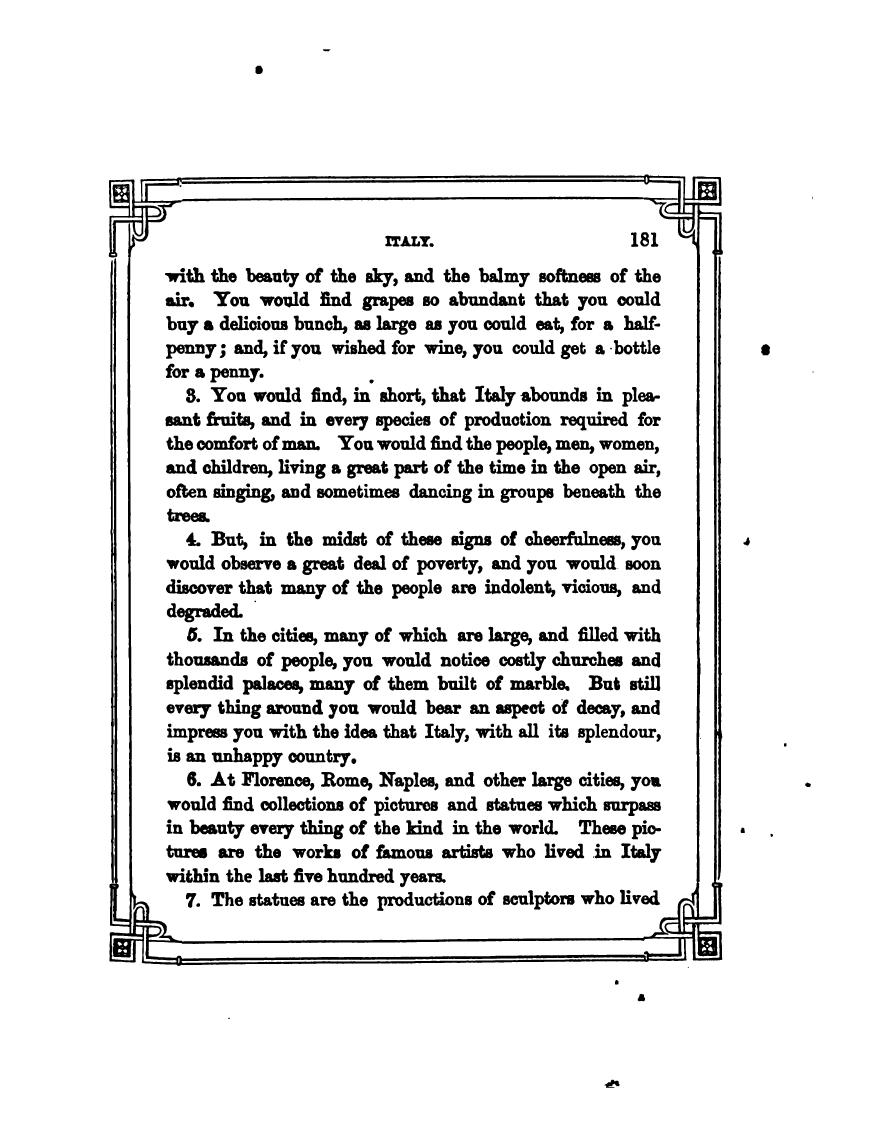 ITALY. 181
with the beauty of the sky, and the balmy softness of the
air. You would find grapes so abundant that you could
buy a delicious bunch, as large as you could eat, for a half-
penny; and, if you wished for wine, you could get a bottle
for a penny.
3. You would find, in short, that Italy abounds in plea-
sant fruits, and in every species of production required for
the comfort of man. You would find the people, men, women,
and children, living a great part of the time in the open air,
often singing, and sometimes dancing in groups beneath the
trees.
4. But, in the midst of these signs of cheerfulness, you
would observe a great deal of poverty, and you would soon
discover that many of the people are indolent, vicious, and
degraded.
5. In the cities, many of which are large, and filled with
thousands of people, you would notice costly churches and
splendid palaces, many of them built of marble. But still
every thing around you would bear an aspect of decay, and
impress you with the idea that Italy, with all its splendour,
is an unhappy country.
6. At Florence, Rome, Naples, and other large cities, you
would find collections of pictures and statues which surpass
in beauty every thing of the kind in the world. These pic-
tures are the works of famous artists who lived in Italy
within the last five hundred years.
7. The statues are the productions of sculptors who lived